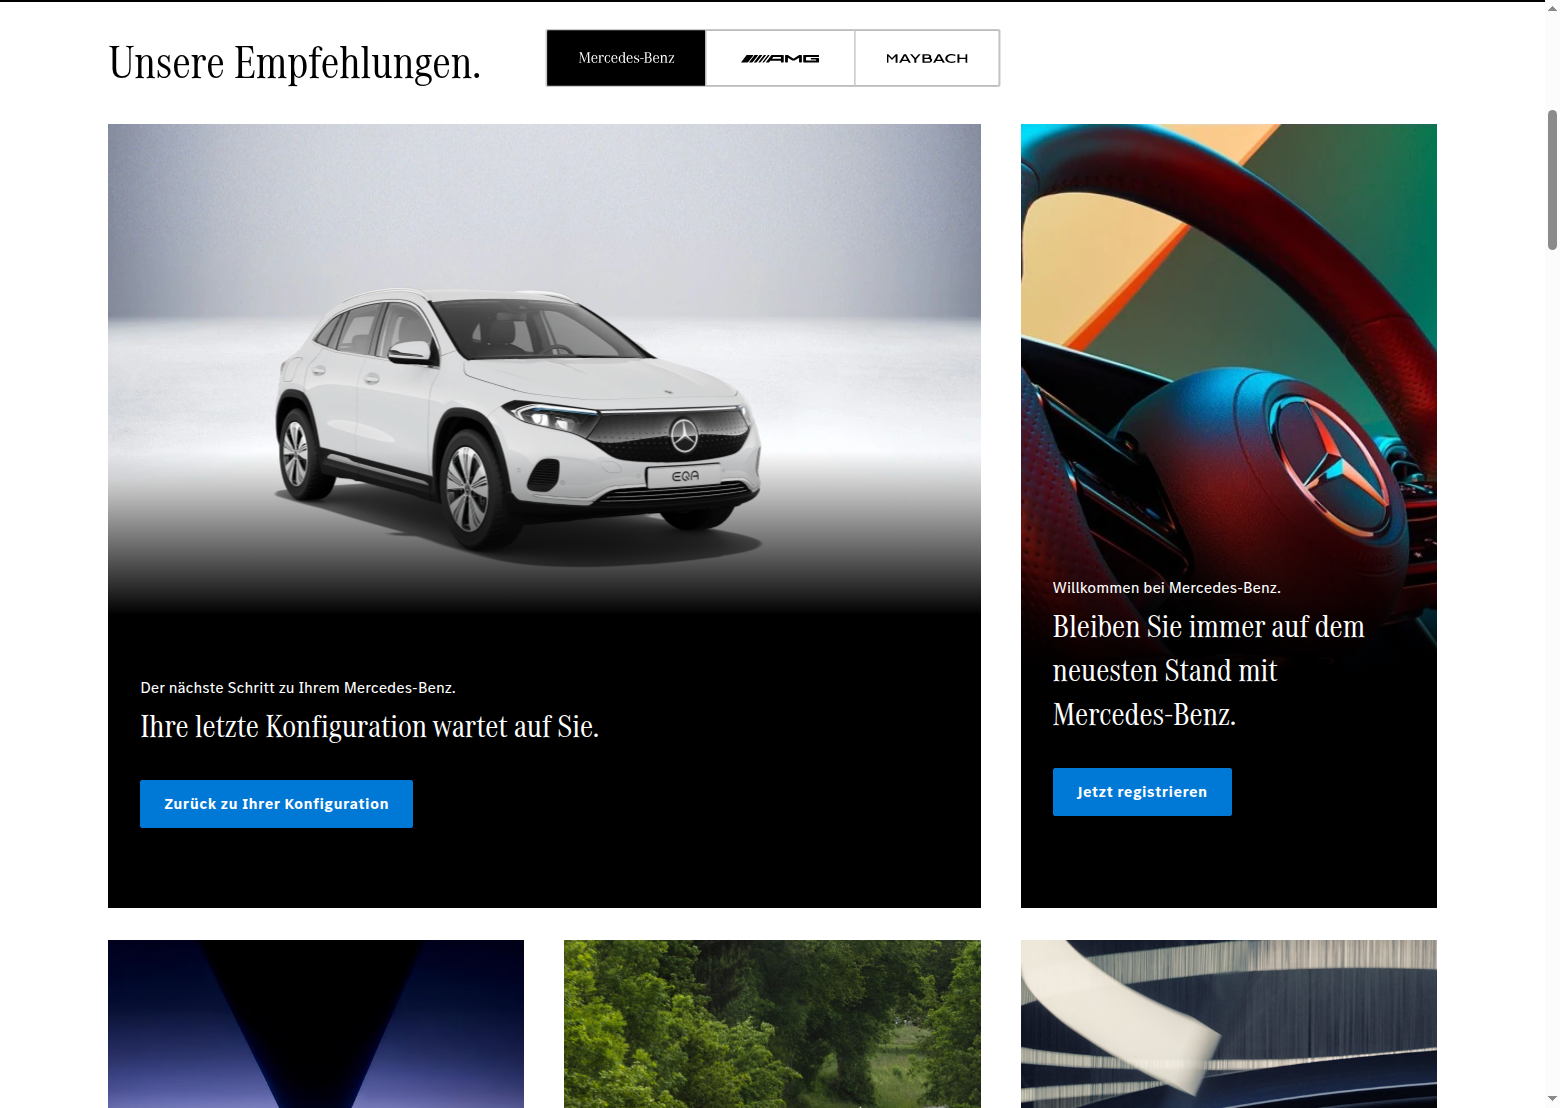 Unsere Empfehlungen.
Mercedes-Benz
AMG
MAYBACH
EQA
Der nächste Schritt zu Ihrem Mercedes-Benz.
Ihre letzte Konfiguration wartet auf Sie.
Zurück zu Ihrer Konfiguration
Willkommen bei Mercedes-Benz.
Bleiben Sie immer auf dem
neuesten Stand mit
Mercedes-Benz.
Jetzt registrieren